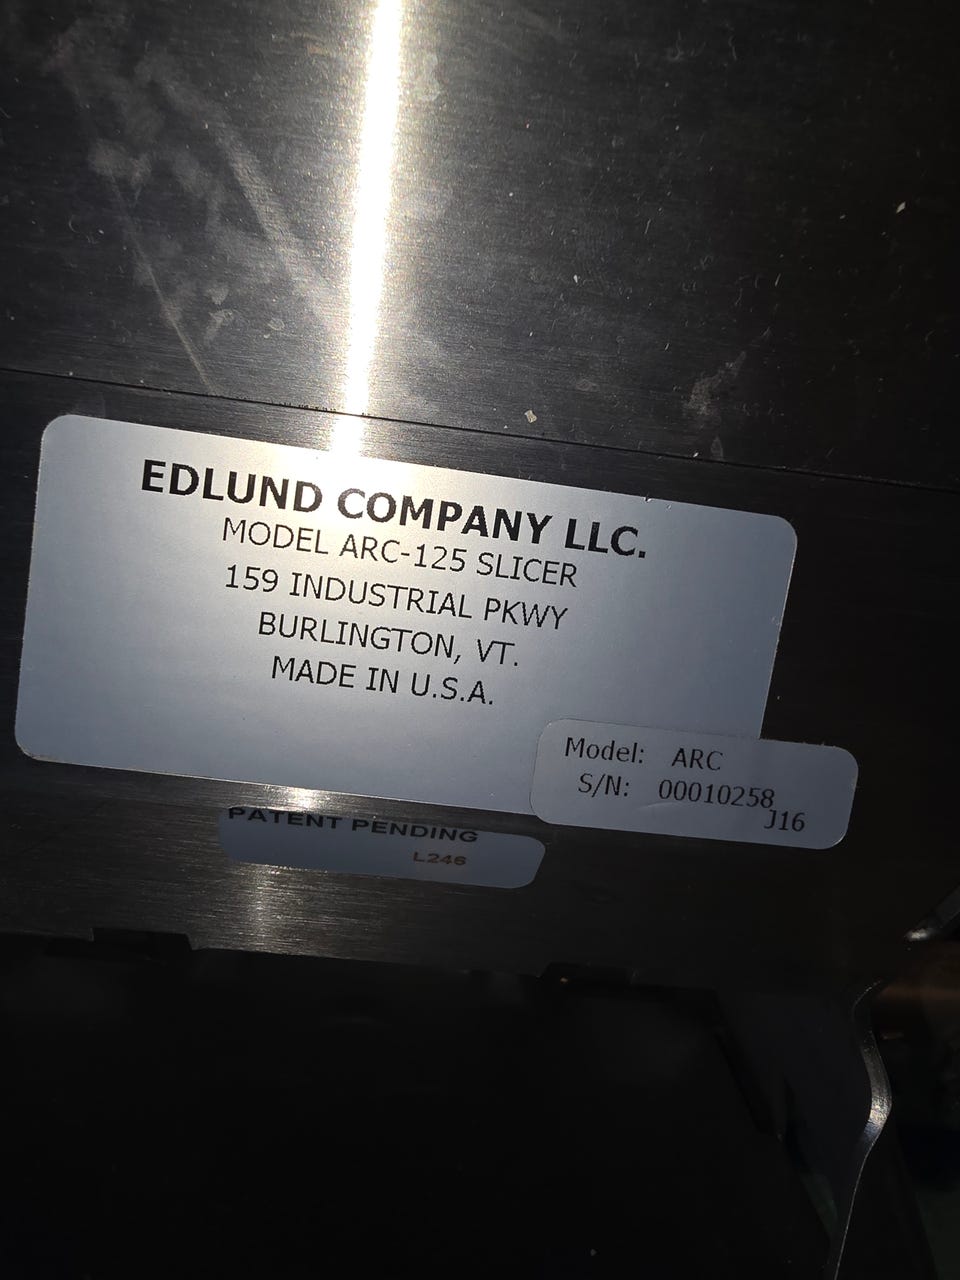 EDLUND COMPANY LLC.
MODEL ARC-125 SLICER
159 INDUSTRIAL PKWY
BURLINGTON, VT.
MADE IN U.S.A.
Model: ARC
S/N: 00010258
J16
PATENT PENDING
L246